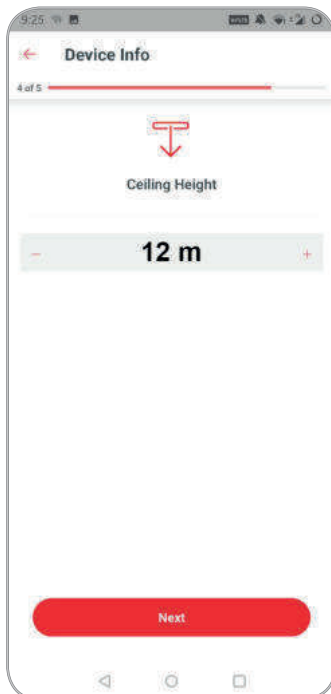 9:25
Device Info
4 of 5
Ceiling Height
− 12 m +
Next